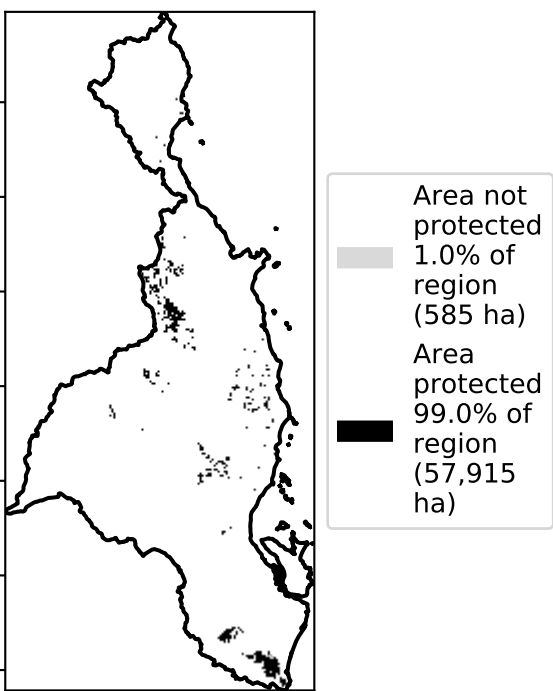 Area not
protected
1.0% of
region
(585 ha)
Area
protected
99.0% of
region
(57,915
ha)